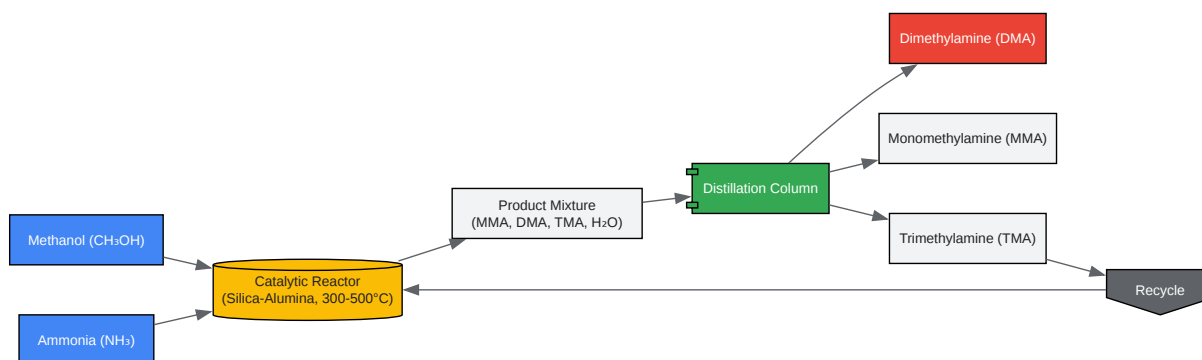 Dimethylamine (DMA)
Monomethylamine (MMA)
Distillation Column
Product Mixture
(MMA, DMA, TMA, H₂O)
Methanol (CH₃OH)
Trimethylamine (TMA)
Catalytic Reactor
(Silica-Alumina, 300-500°C)
Recycle
Ammonia (NH₃)